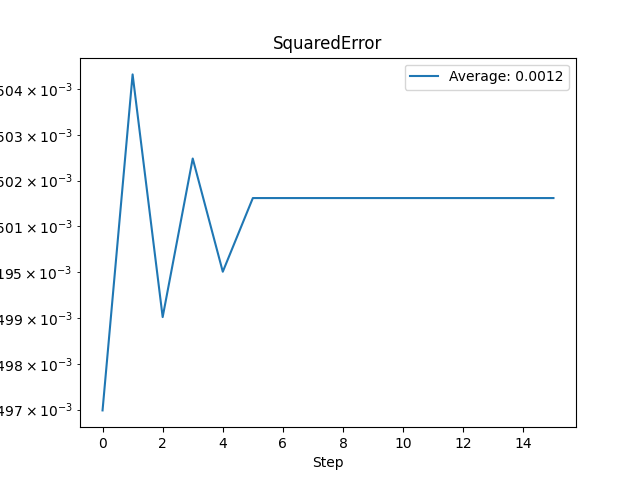 SquaredError
Average: 0.0012
504 × 10⁻³
503 × 10⁻³
502 × 10⁻³
501 × 10⁻³
195 × 10⁻³
499 × 10⁻³
498 × 10⁻³
497 × 10⁻³
0 2 4 6 8 10 12 14
Step